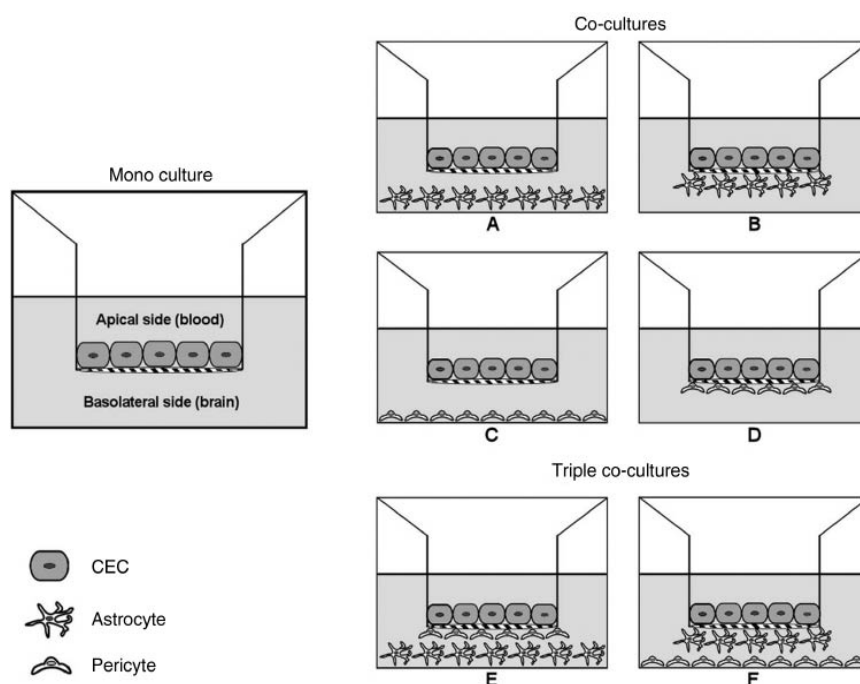 Co-cultures
Mono culture
Apical side (blood)
Basolateral side (brain)
A
B
C
D
Triple co-cultures
CEC
Astrocyte
Pericyte
E
F